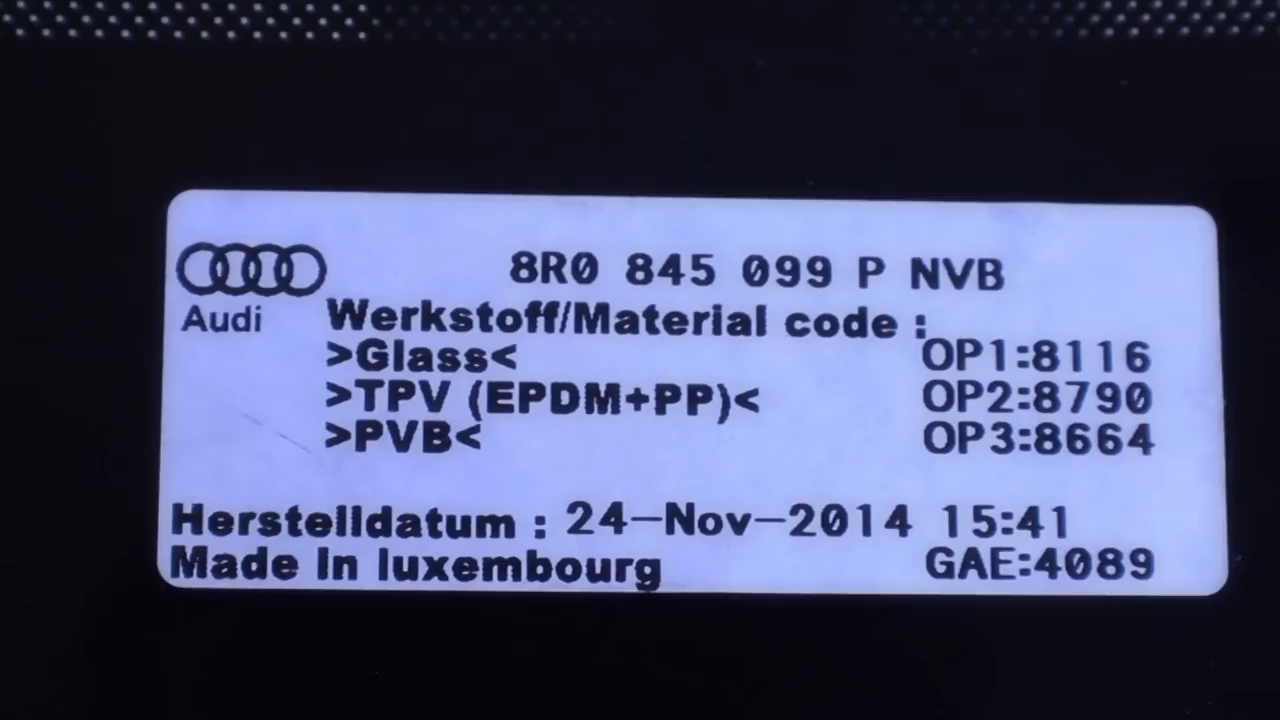 8R0 845 099 P NVB
Audi Werkstoff/Material code :
>Glass< OP1:8116
>TPV (EPDM+PP)< OP2:8790
>PVB< OP3:8664
Herstelldatum : 24-Nov-2014 15:41
Made In luxembourg GAE:4089